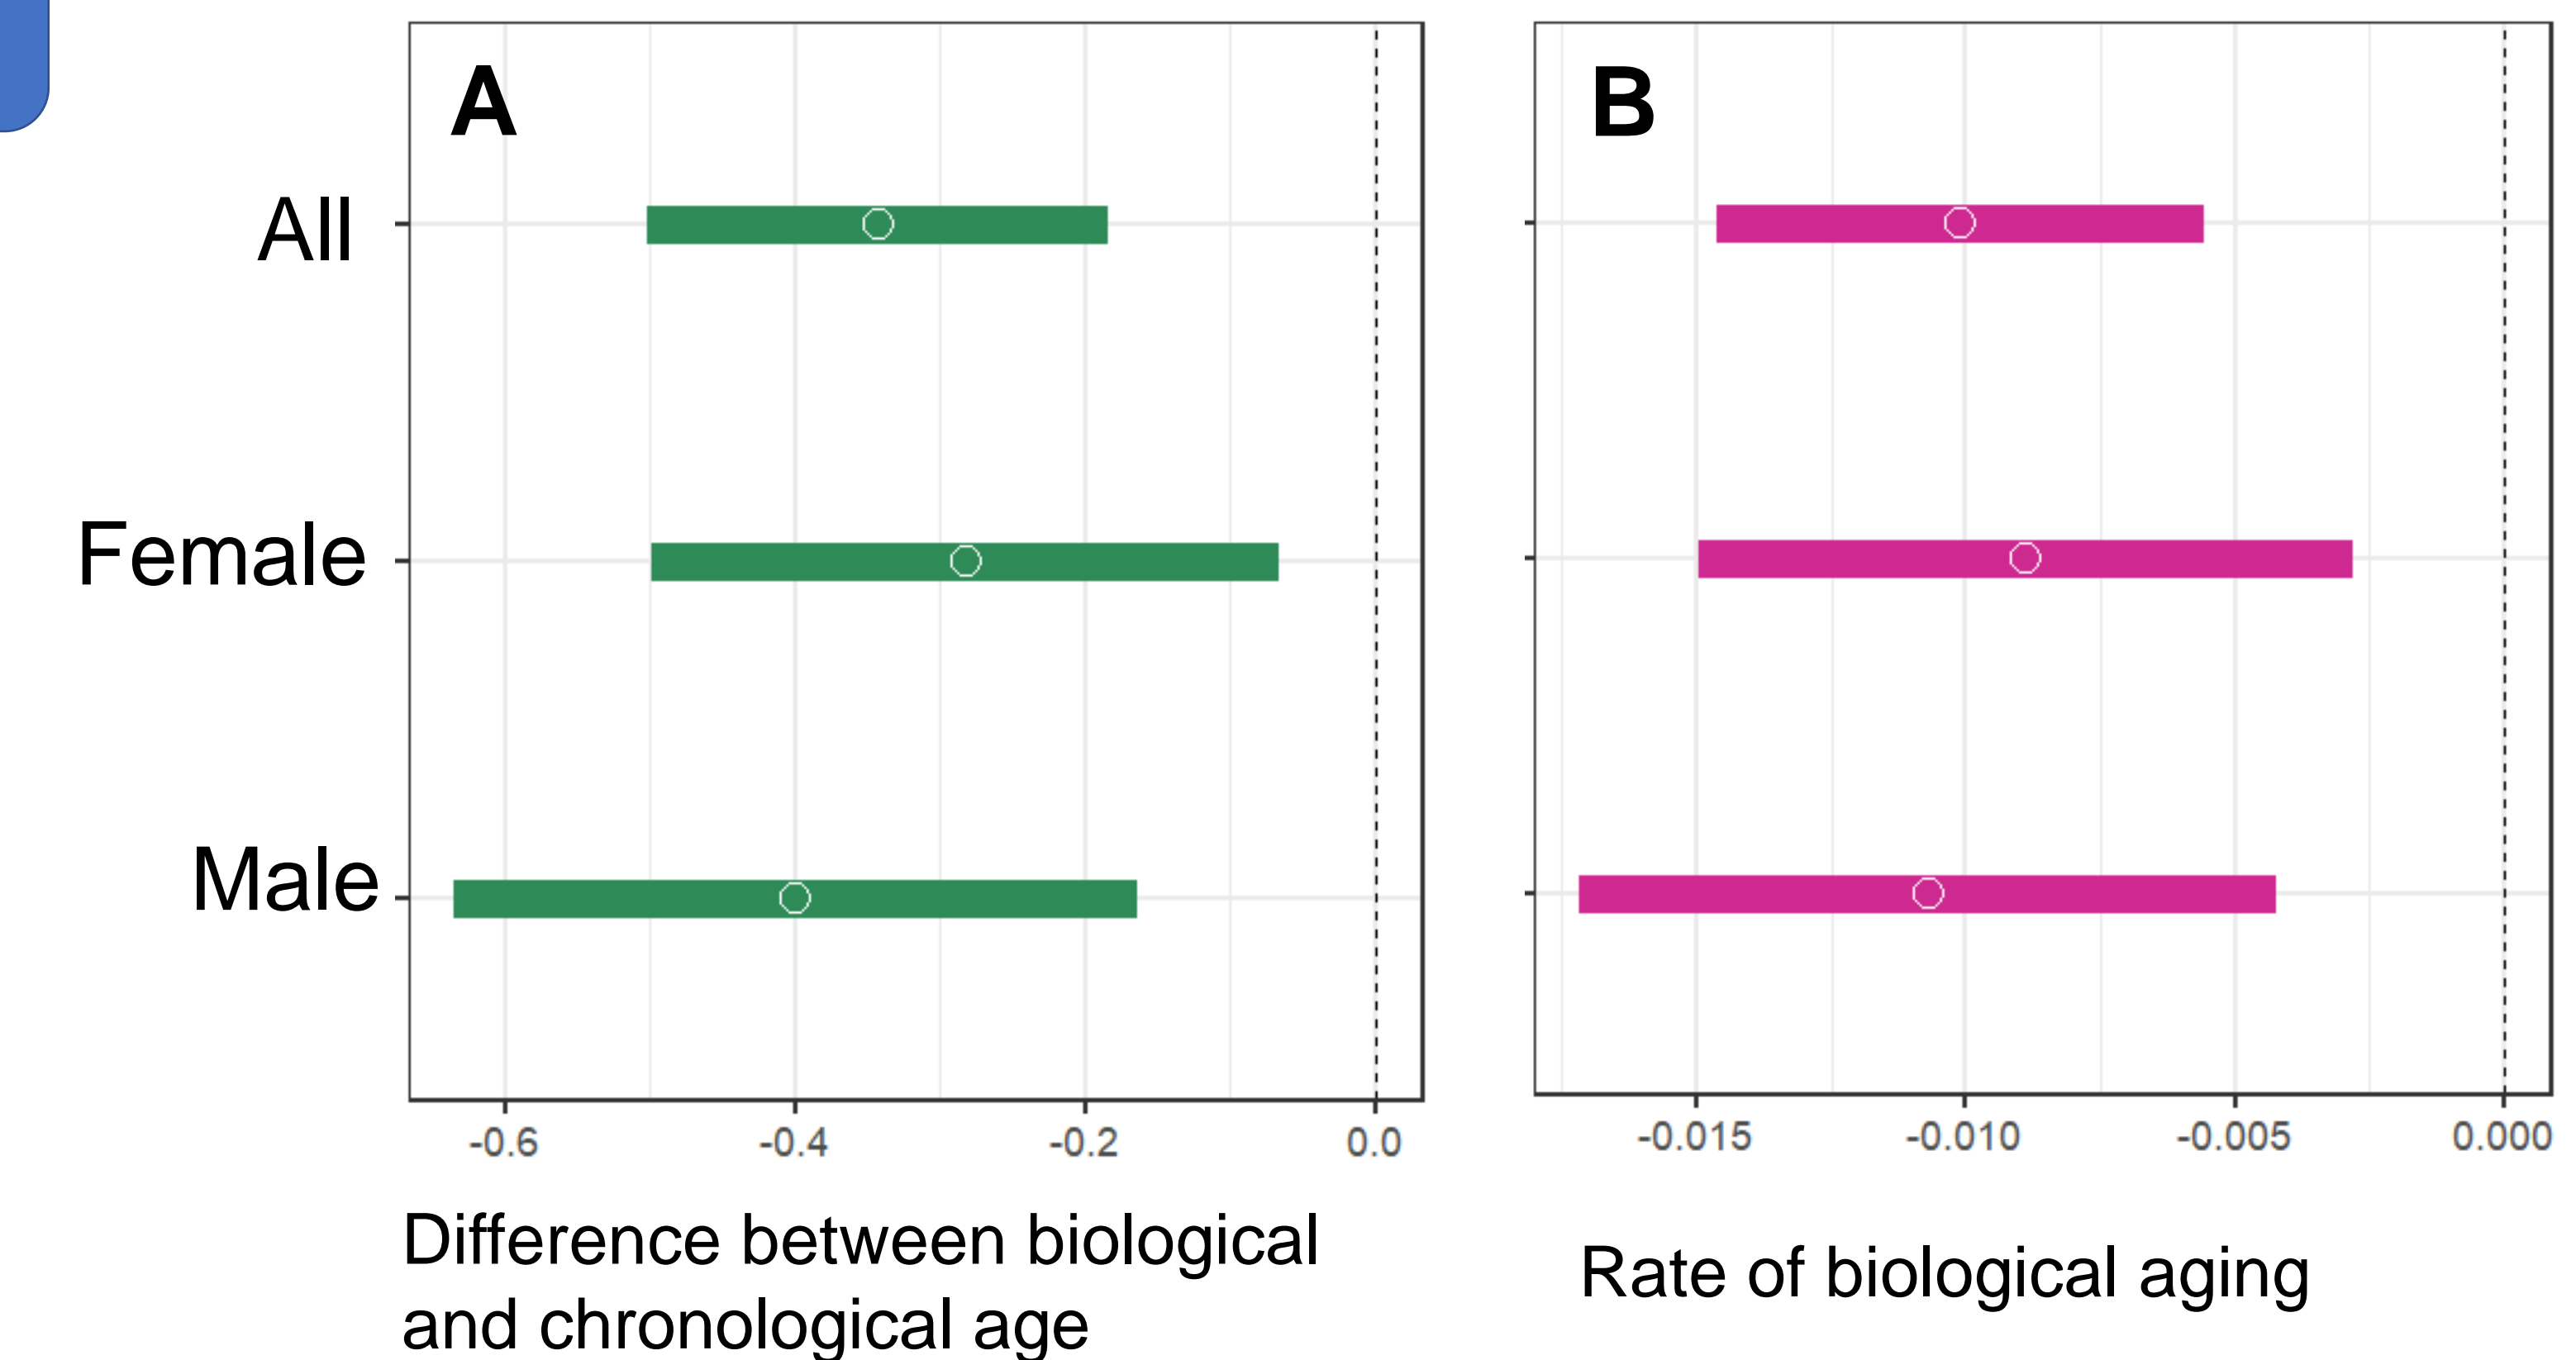 A
B
All
Female
Male
-0.6 -0.4 -0.2 0.0
-0.015 -0.010 -0.005 0.000
Difference between biological
and chronological age
Rate of biological aging